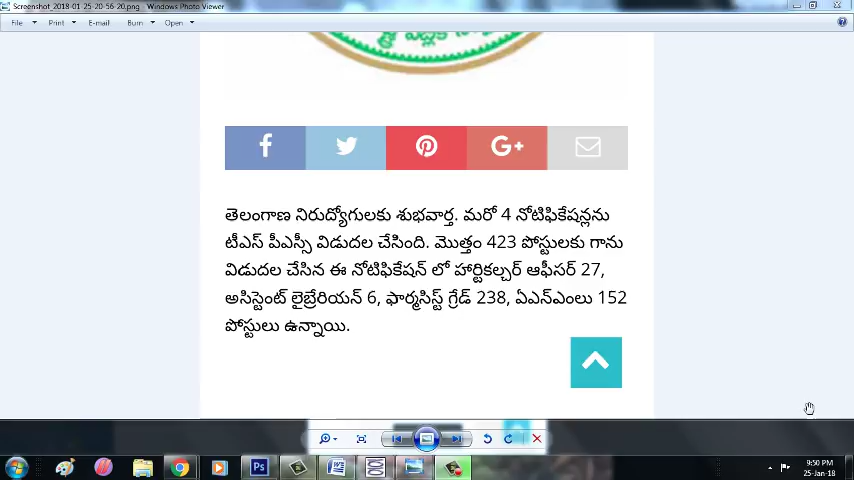 Screenshot_2018-01-25-20-56-20.png - Windows Photo Viewer
File Print E-mail Burn Open
G+
తెలంగాణ నిరుద్యోగులకు శుభవార్త. మరో 4 నోటిఫికేషన్లను
టీఎస్ పీఎస్సీ విడుదల చేసింది. మొత్తం 423 పోస్టులకు గాను
విడుదల చేసిన ఈ నోటిఫికేషన్ లో హార్టికల్చర్ ఆఫీసర్ 27,
అసిస్టెంట్ లైబ్రేరియన్ 6, ఫార్మసిస్ట్ గ్రేడ్ 238, ఏఎన్ఎంలు 152
పోస్టులు ఉన్నాయి.
Ps
9:50 PM
25-Jan-18